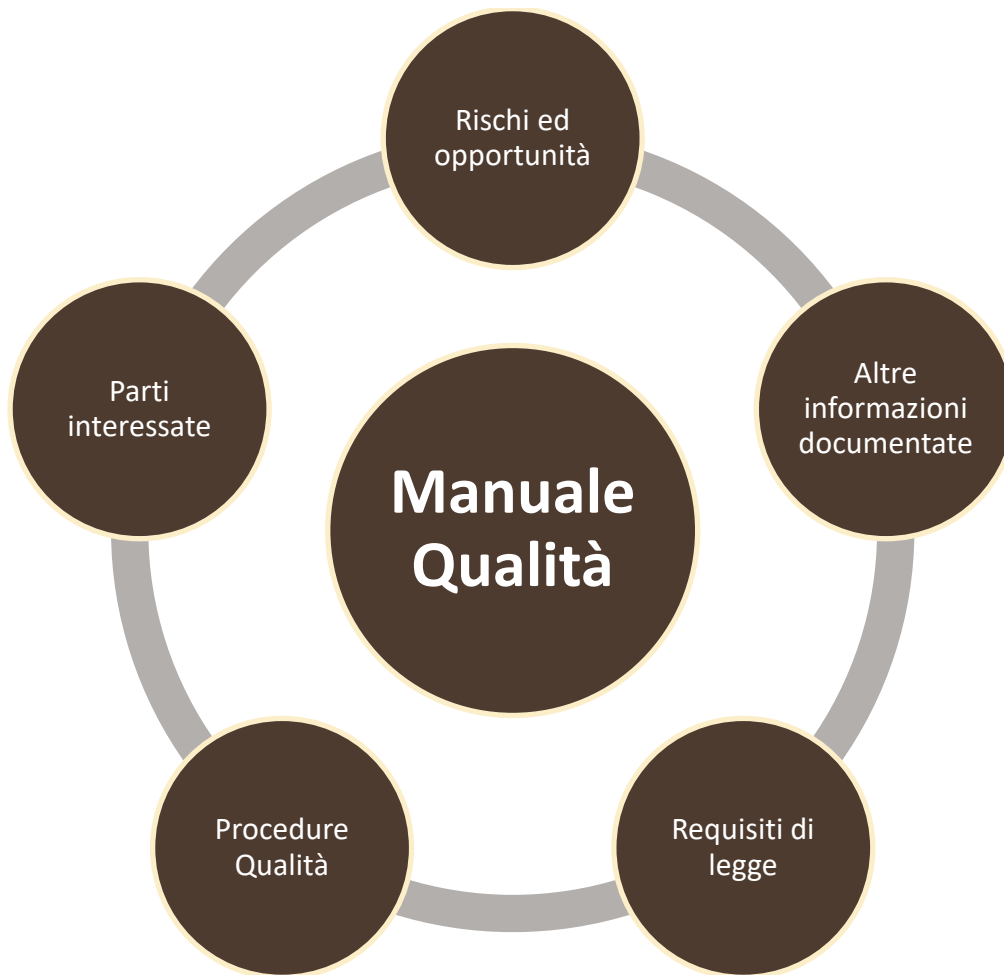 Rischi ed
opportunità
Altre
informazioni
documentate
Parti
interessate
Manuale
Qualità
Procedure
Qualità
Requisiti di
legge